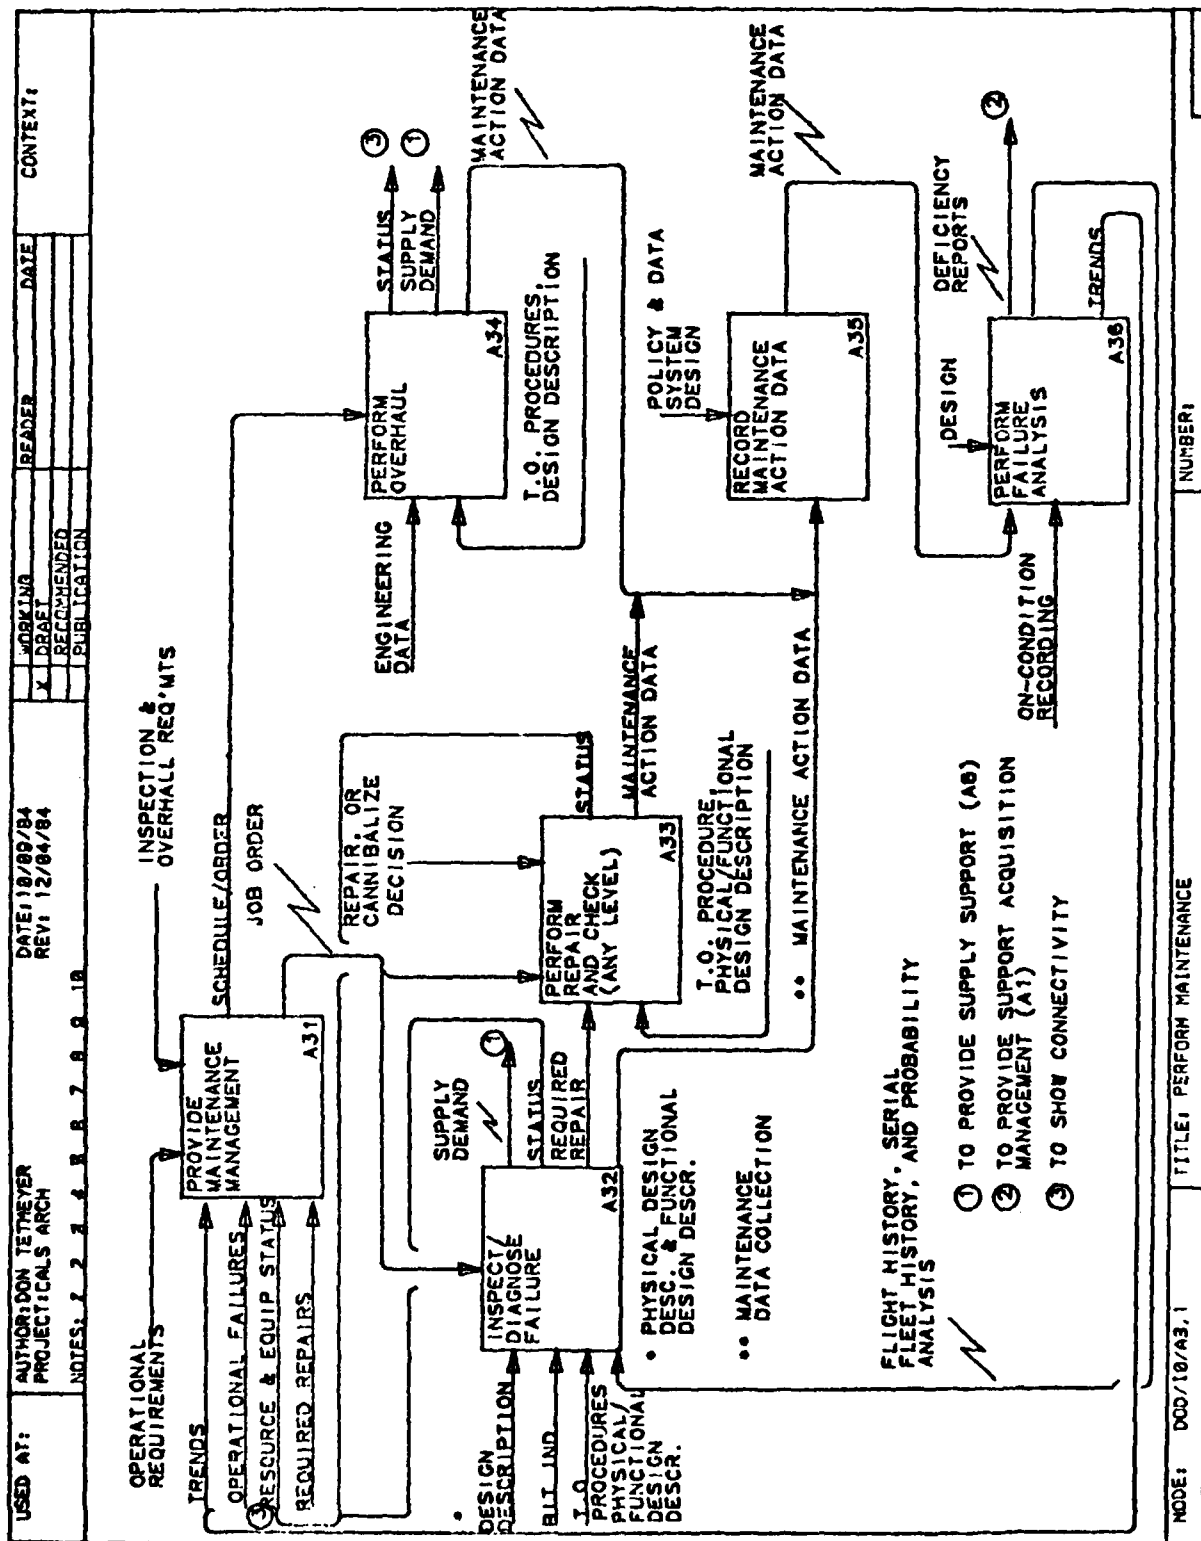 USED AT:
AUTHOR: DON TETMEYER
PROJECT: CALS ARCH
NOTES: 1 2 3 4 5 6 7 8 9 10
DATE: 10/09/84
REV: 12/04/84
WORKING
X DRAFT
RECOMMENDED
PUBLICATION
READER DATE
CONTEXT:
OPERATIONAL
REQUIREMENTS
INSPECTION &
OVERHALL REQ'MTS
TRENDS
OPERATIONAL FAILURES
③ RESOURCE & EQUIP STATUS
REQUIRED REPAIRS
PROVIDE
MAINTENANCE
MANAGEMENT
A31
SCHEDULE/ORDER
JOB ORDER
*
DESIGN
DESCRIPTION
BIT IND
T.O.
PROCEDURES
PHYSICAL/
FUNCTIONAL
DESIGN
DESCR.
INSPECT/
DIAGNOSE
FAILURE
A32
SUPPLY
DEMAND
①
STATUS
REQUIRED
REPAIR
REPAIR, OR
CANNIBALIZE
DECISION
PERFORM
REPAIR
AND CHECK
(ANY LEVEL)
A33
STATUS
MAINTENANCE
ACTION DATA
T.O. PROCEDURE,
PHYSICAL/FUNCTIONAL
DESIGN DESCRIPTION
** MAINTENANCE ACTION DATA
ENGINEERING
DATA
PERFORM
OVERHAUL
A34
STATUS
③
SUPPLY
DEMAND
①
MAINTENANCE
ACTION DATA
T.O. PROCEDURES,
DESIGN DESCRIPTION
POLICY & DATA
SYSTEM
DESIGN
RECORD
MAINTENANCE
ACTION DATA
A35
MAINTENANCE
ACTION DATA
ON-CONDITION
RECORDING
DESIGN
PERFORM
FAILURE
ANALYSIS
A36
DEFICIENCY
REPORTS
②
TRENDS
* PHYSICAL DESIGN
DESC. & FUNCTIONAL
DESIGN DESCR.
** MAINTENANCE
DATA COLLECTION
FLIGHT HISTORY, SERIAL
FLEET HISTORY, AND PROBABILITY
ANALYSIS
① TO PROVIDE SUPPLY SUPPORT (A8)
② TO PROVIDE SUPPORT ACQUISITION
MANAGEMENT (A1)
③ TO SHOW CONNECTIVITY
NODE: DOD/10/A3.1
TITLE: PERFORM MAINTENANCE
NUMBER: